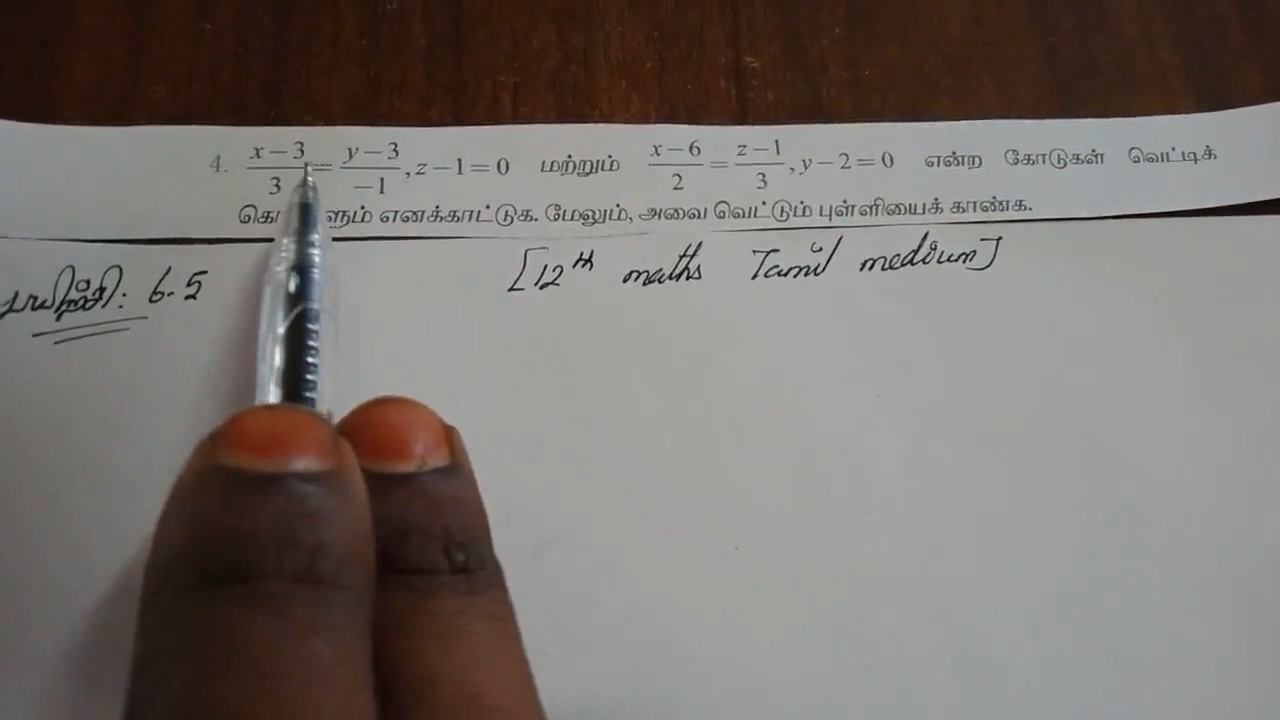 4. x − 3 / 3 = y − 3 / −1, z − 1 = 0 மற்றும் x − 6 / 2 = z − 1 / 3, y − 2 = 0 என்ற கோடுகள் வெட்டிக்
எனக்காட்டுக. மேலும், அவை வெட்டும் புள்ளியைக் காண்க.
[12th maths Tamil medium]
பயிற்சி: 6.5